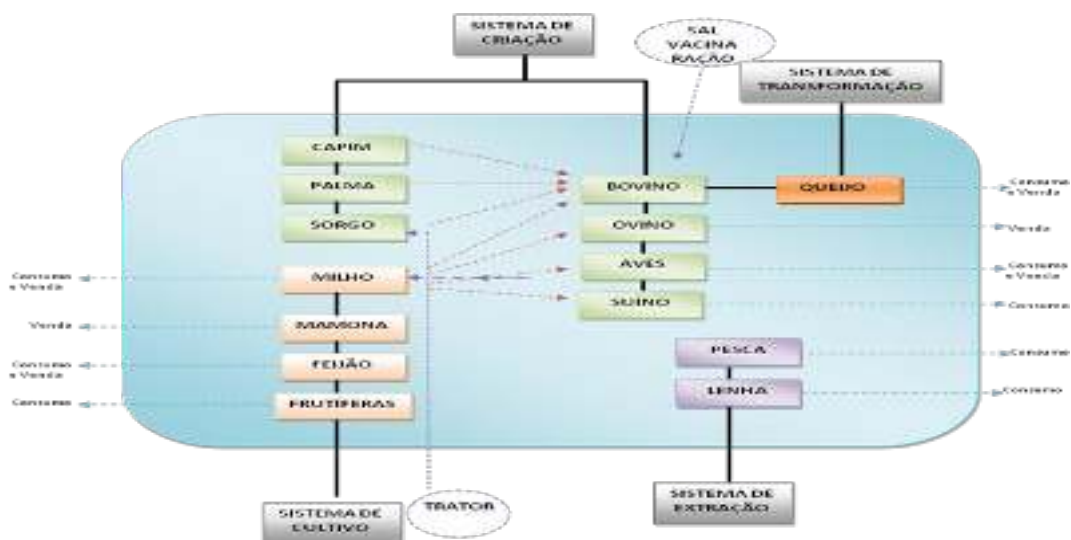 SISTEMA DE
CRIAÇÃO
SAL
VACINA
RAÇÃO
SISTEMA DE
TRANSFORMAÇÃO
CAPIM
PALMA
SORGO
BOVINO
QUEIJO
Consumo
e Venda
OVINO
Venda
AVES
Consumo
e Venda
SUINO
Consumo
Consumo
e Venda
MILHO
Venda
MAMONA
Consumo
e Venda
FEIJÃO
Consumo
FRUTÍFERAS
PESCA
Consumo
LENHA
Consumo
SISTEMA DE
CULTIVO
TRATOR
SISTEMA DE
EXTRAÇÃO